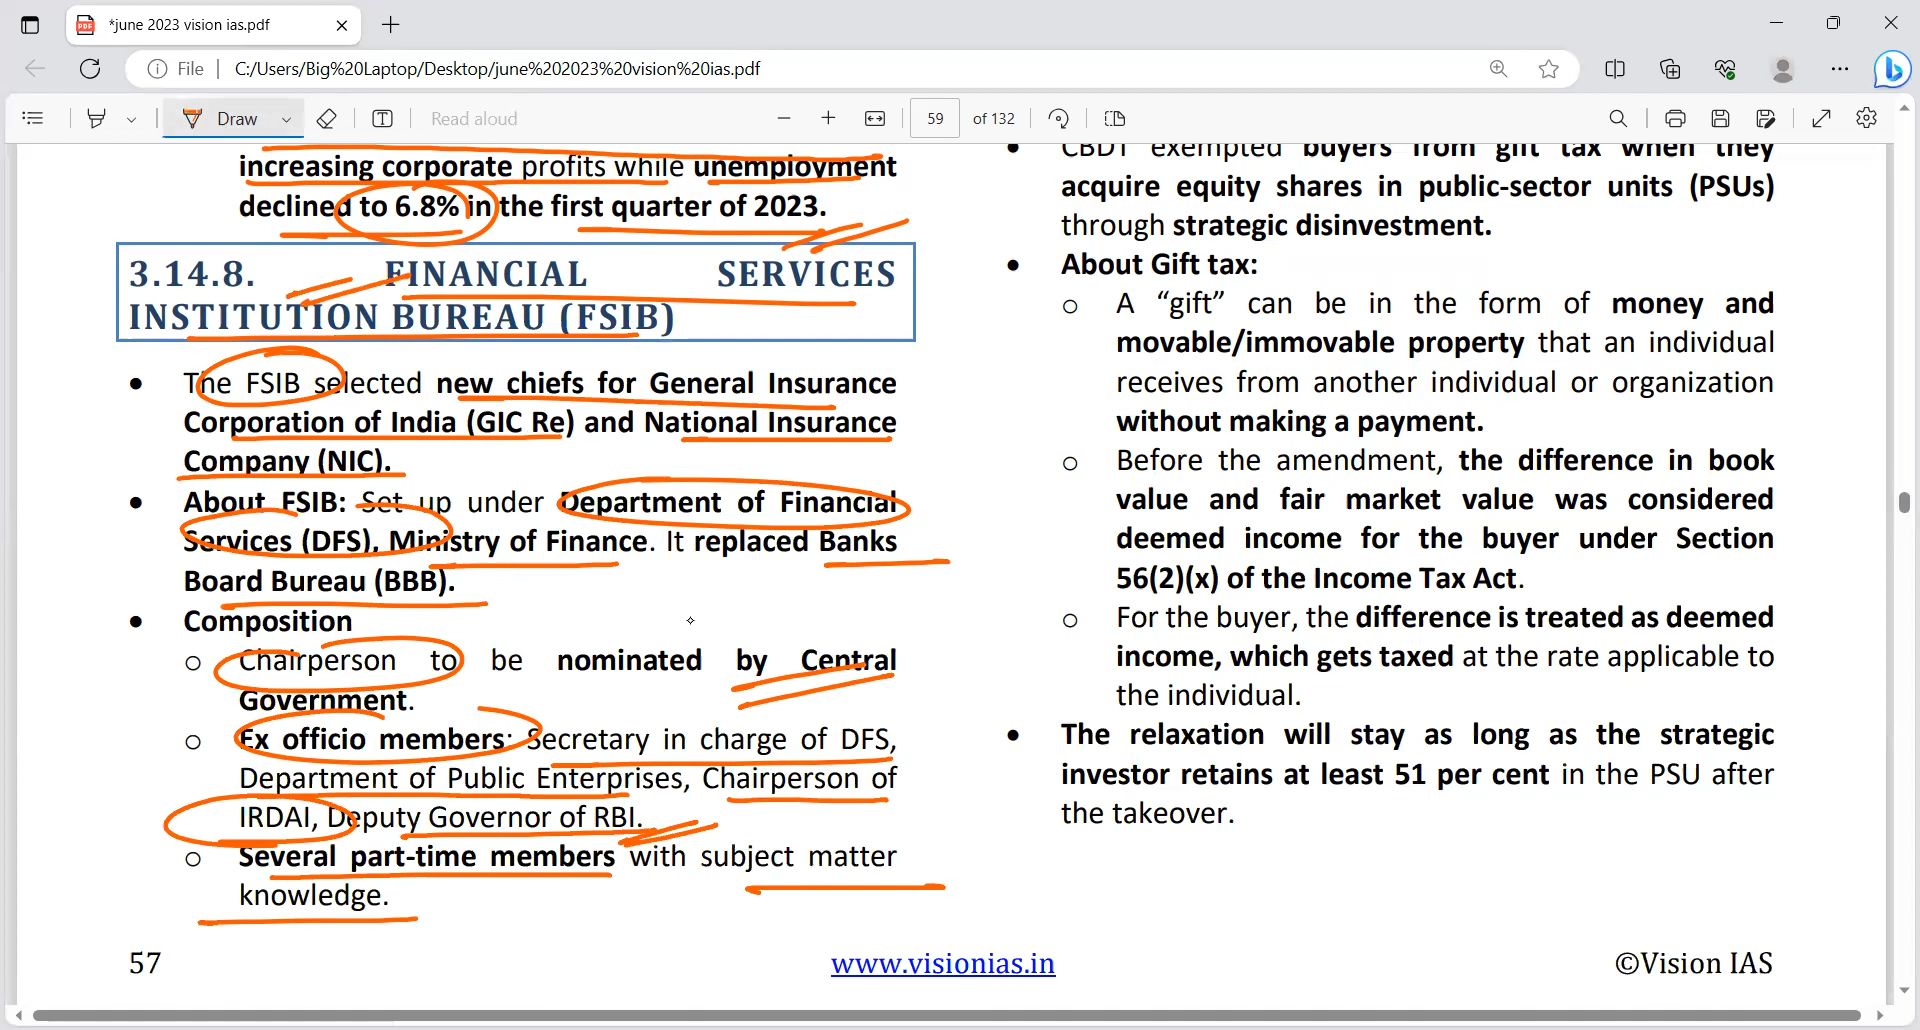 *june 2023 vision ias.pdf
File
C:/Users/Big%20Laptop/Desktop/june%202023%20vision%20ias.pdf
Draw
Read aloud
59
of 132
increasing corporate profits while unemployment
declined to 6.8% in the first quarter of 2023.
3.14.8. FINANCIAL SERVICES
INSTITUTION BUREAU (FSIB)
• The FSIB selected new chiefs for General Insurance
Corporation of India (GIC Re) and National Insurance
Company (NIC).
• About FSIB: Set up under Department of Financial
Services (DFS), Ministry of Finance. It replaced Banks
Board Bureau (BBB).
• Composition
o Chairperson to be nominated by Central
Government.
o Ex officio members: Secretary in charge of DFS,
Department of Public Enterprises, Chairperson of
IRDAI, Deputy Governor of RBI.
o Several part-time members with subject matter
knowledge.
• CBDT exempted buyers from gift tax when they
acquire equity shares in public-sector units (PSUs)
through strategic disinvestment.
• About Gift tax:
o A “gift” can be in the form of money and
movable/immovable property that an individual
receives from another individual or organization
without making a payment.
o Before the amendment, the difference in book
value and fair market value was considered
deemed income for the buyer under Section
56(2)(x) of the Income Tax Act.
o For the buyer, the difference is treated as deemed
income, which gets taxed at the rate applicable to
the individual.
• The relaxation will stay as long as the strategic
investor retains at least 51 per cent in the PSU after
the takeover.
57
www.visionias.in
©Vision IAS